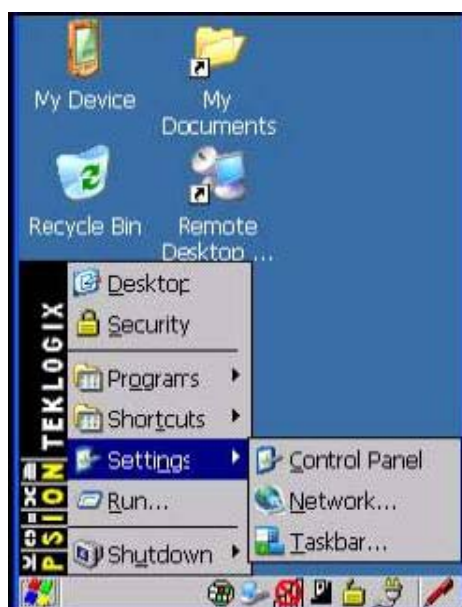 My Device
My
Documents
Recycle Bin
Remote
Desktop ...
Desktop
Security
Programs
Shortcuts
Settings
Run...
Shutdown
Control Panel
Network...
Taskbar...
PSION TEKLOGIX